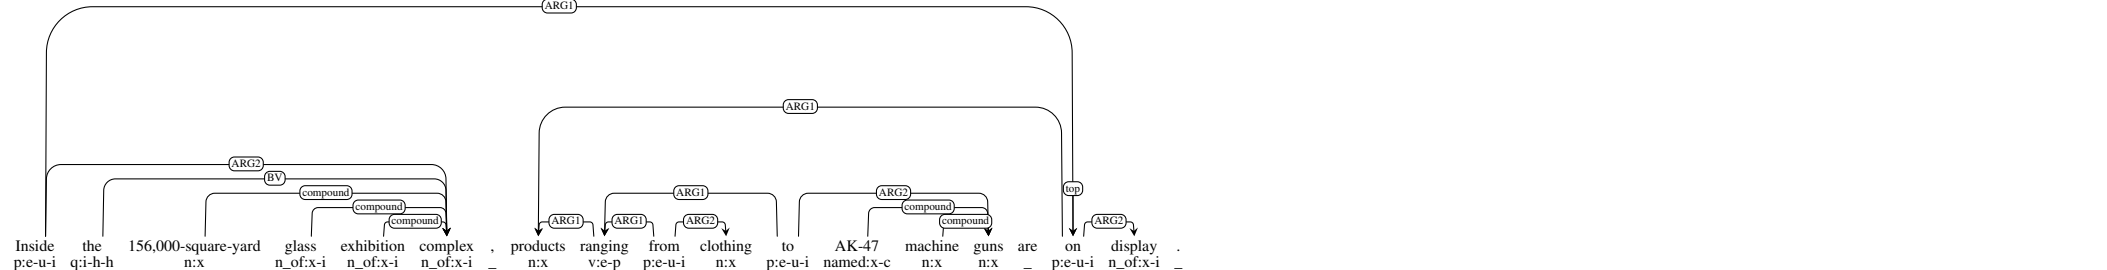 ARG1
ARG1
ARG2
BV
top
compound ARG1 ARG2
compound compound
compound ARG1 ARG1 ARG2 compound ARG2
Inside the 156,000-square-yard glass exhibition complex , products ranging from clothing to AK-47 machine guns are on display .
p:e-u-i q:i-h-h n:x n_of:x-i n_of:x-i n_of:x-i _ n:x v:e-p p:e-u-i n:x p:e-u-i named:x-c n:x n:x _ p:e-u-i n_of:x-i _